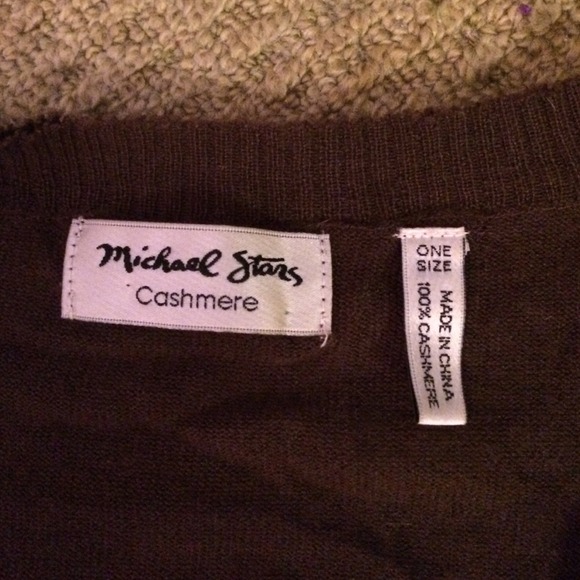 Michael Stars
Cashmere
ONE
SIZE
MADE IN CHINA
100% CASHMERE